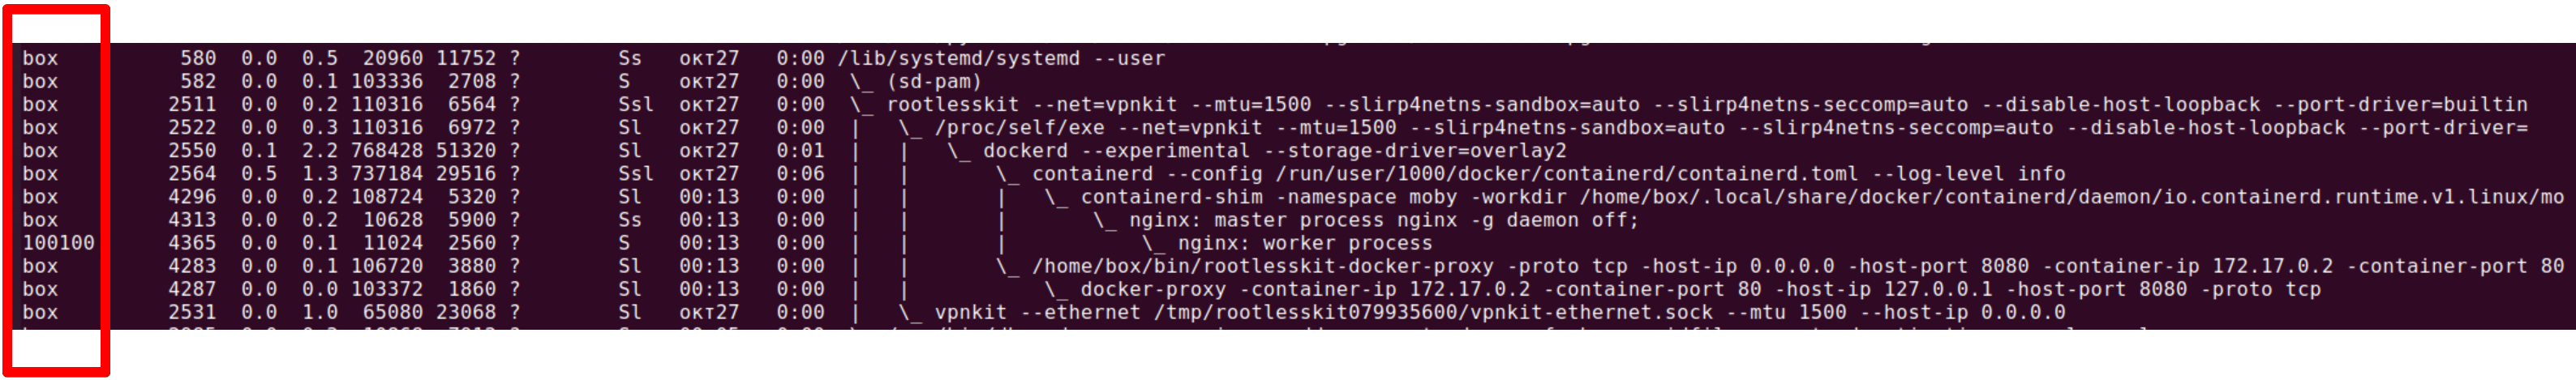 box 580 0.0 0.5 20960 11752 ? Ss окт27 0:00 /lib/systemd/systemd --user
box 582 0.0 0.1 103336 2708 ? S окт27 0:00 \_ (sd-pam)
box 2511 0.0 0.2 110316 6564 ? Ssl окт27 0:00 \_ rootlesskit --net=vpnkit --mtu=1500 --slirp4netns-sandbox=auto --slirp4netns-seccomp=auto --disable-host-loopback --port-driver=builtin
box 2522 0.0 0.3 110316 6972 ? Sl окт27 0:00 | \_ /proc/self/exe --net=vpnkit --mtu=1500 --slirp4netns-sandbox=auto --slirp4netns-seccomp=auto --disable-host-loopback --port-driver=
box 2550 0.1 2.2 768428 51320 ? Sl окт27 0:01 | | \_ dockerd --experimental --storage-driver=overlay2
box 2564 0.5 1.3 737184 29516 ? Ssl окт27 0:06 | | \_ containerd --config /run/user/1000/docker/containerd/containerd.toml --log-level info
box 4296 0.0 0.2 108724 5320 ? Sl 00:13 0:00 | | | \_ containerd-shim -namespace moby -workdir /home/box/.local/share/docker/containerd/daemon/io.containerd.runtime.v1.linux/mo
box 4313 0.0 0.2 10628 5900 ? Ss 00:13 0:00 | | | \_ nginx: master process nginx -g daemon off;
100100 4365 0.0 0.1 11024 2560 ? S 00:13 0:00 | | | \_ nginx: worker process
box 4283 0.0 0.1 106720 3880 ? Sl 00:13 0:00 | | \_ /home/box/bin/rootlesskit-docker-proxy -proto tcp -host-ip 0.0.0.0 -host-port 8080 -container-ip 172.17.0.2 -container-port 80
box 4287 0.0 0.0 103372 1860 ? Sl 00:13 0:00 | | \_ docker-proxy -container-ip 172.17.0.2 -container-port 80 -host-ip 127.0.0.1 -host-port 8080 -proto tcp
box 2531 0.0 1.0 65080 23068 ? Sl окт27 0:00 | \_ vpnkit --ethernet /tmp/rootlesskit079935600/vpnkit-ethernet.sock --mtu 1500 --host-ip 0.0.0.0